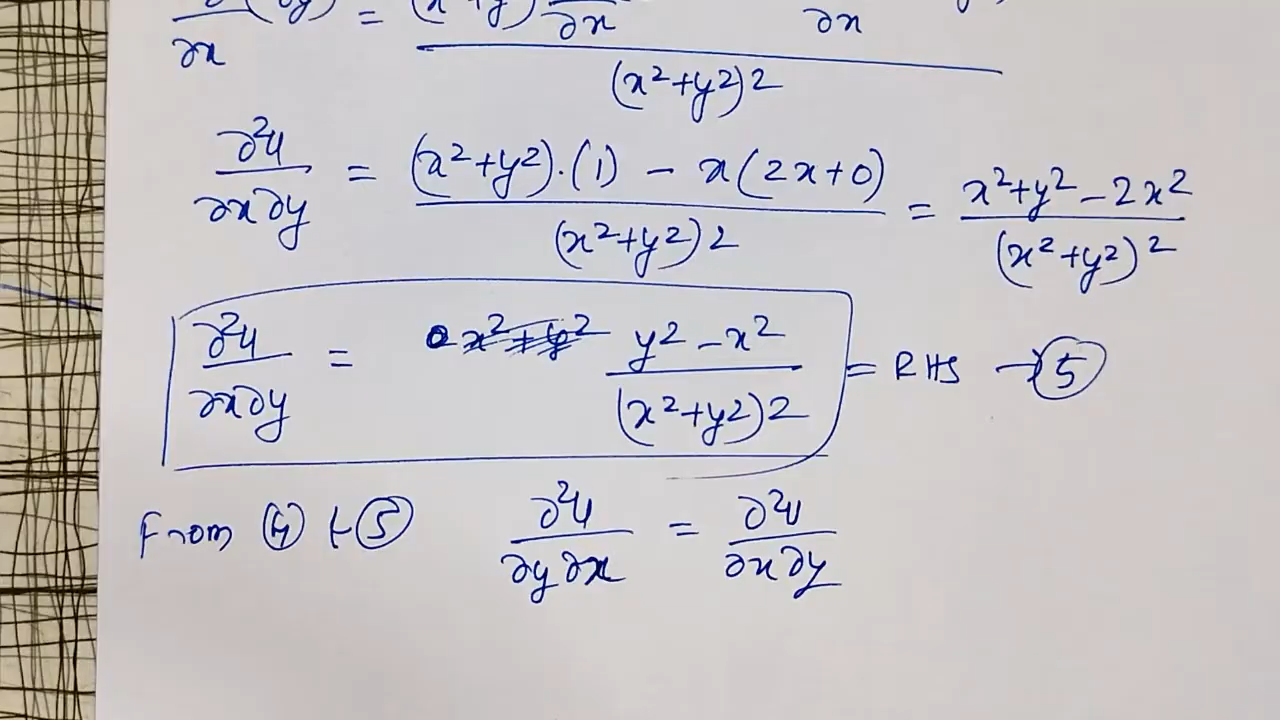 ∂x = ∂x ∂x
(x²+y²)2
∂²u/∂x∂y = (x²+y²).(1) - x(2x+0)/(x²+y²)2 = x²+y²-2x²/(x²+y²)2
∂²u/∂x∂y = y²-x²/(x²+y²)2 = RHS → 5
From 4 & 5 ∂²u/∂y∂x = ∂²u/∂x∂y